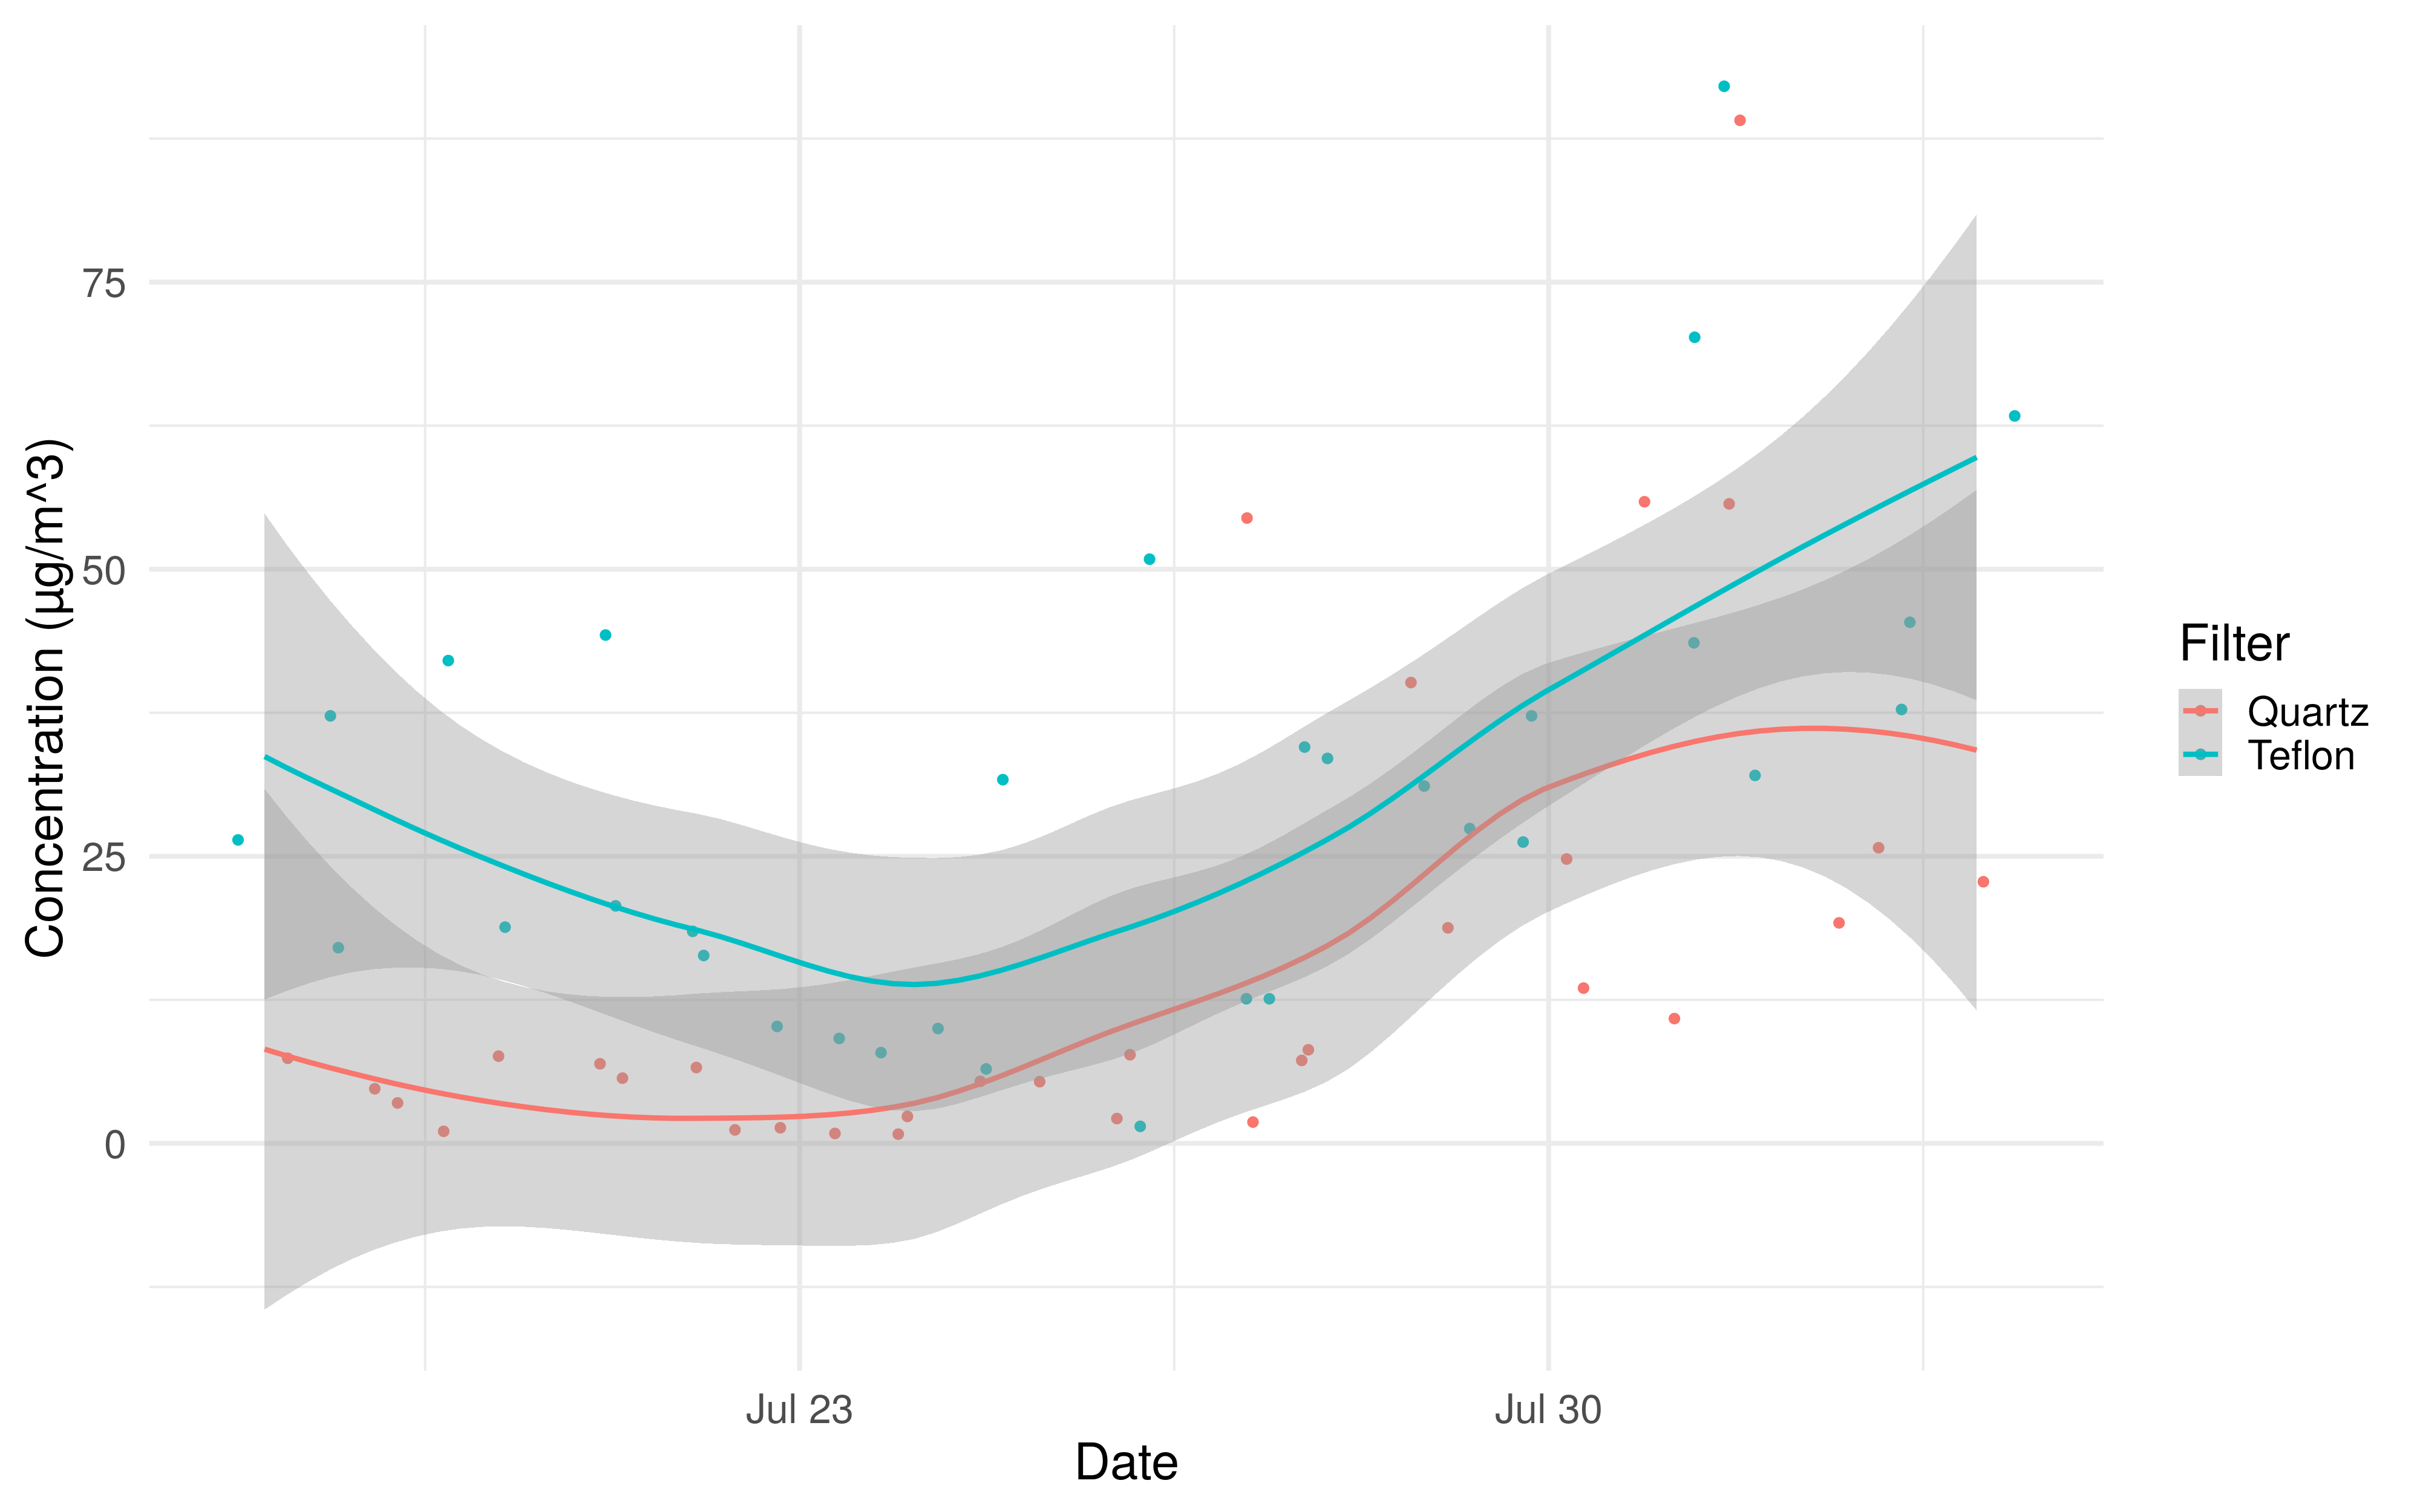 Concentration (µg/m^3)
75
50
25
0
Jul 23
Jul 30
Date
Filter
Quartz
Teflon